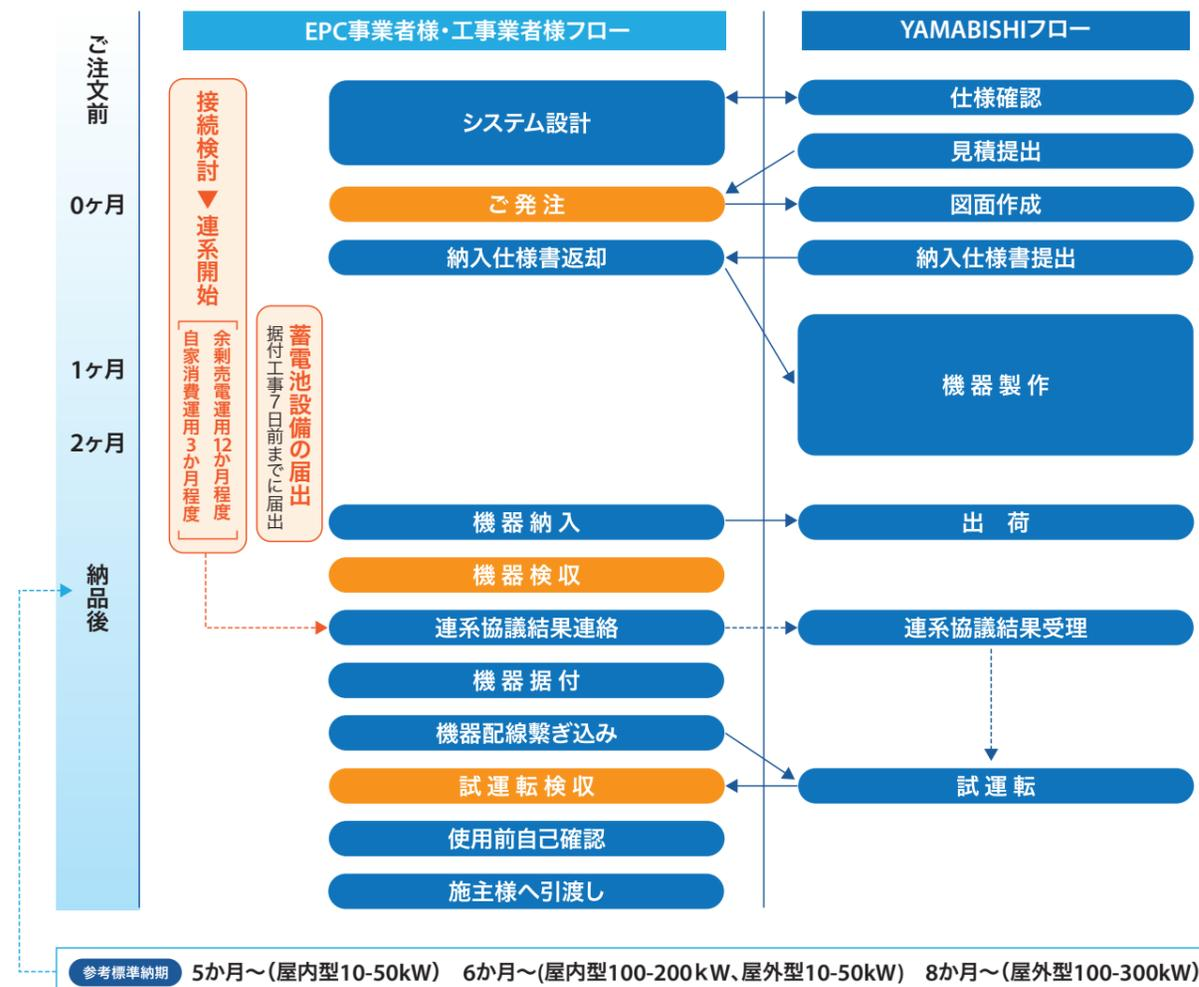 EPC事業者様・工事業者様フロー
YAMABISHIフロー
ご注文前
0ヶ月
1ヶ月
2ヶ月
納品後
接続検討▼連系開始
余剰売電運用12か月程度
自家消費運用3か月程度
蓄電池設備の届出
据付工事7日前までに届出
システム設計
仕様確認
見積提出
ご発注
図面作成
納入仕様書返却
納入仕様書提出
機器製作
機器納入
出 荷
機器検収
連系協議結果連絡
連系協議結果受理
機器据付
機器配線繋ぎ込み
試運転検収
試運転
使用前自己確認
施主様へ引渡し
参考標準納期 5か月～（屋内型10-50kW） 6か月～(屋内型100-200kW、屋外型10-50kW) 8か月～（屋外型100-300kW）